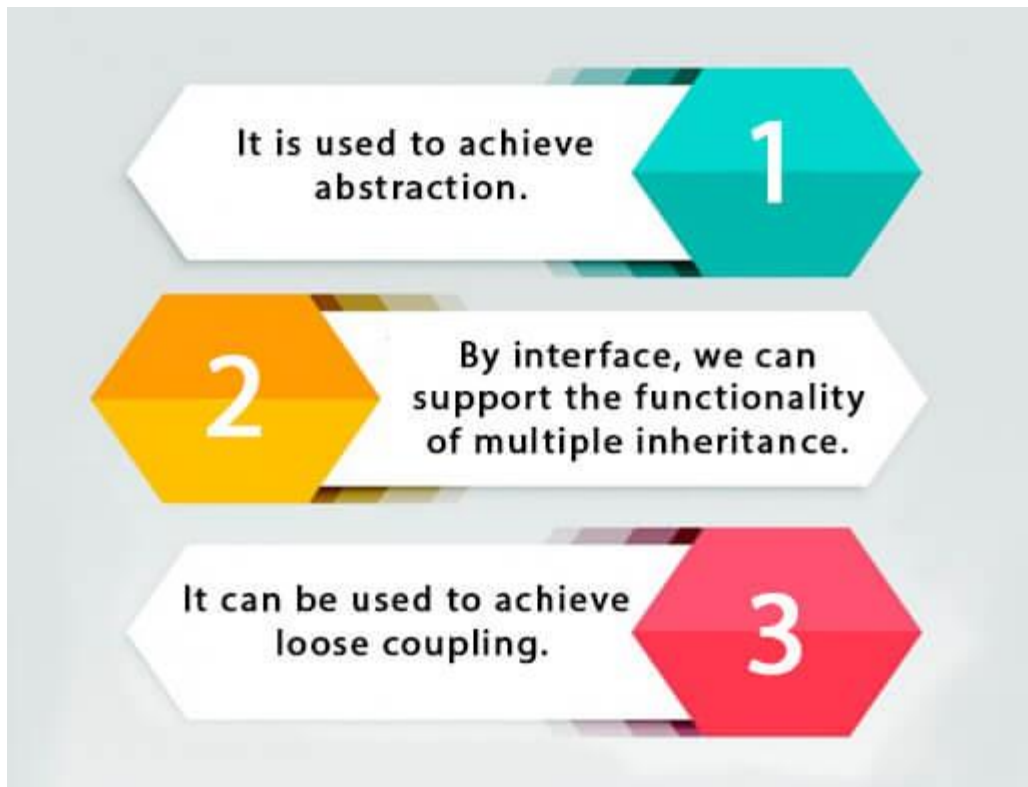 It is used to achieve
abstraction.
1
2
By interface, we can
support the functionality
of multiple inheritance.
It can be used to achieve
loose coupling.
3